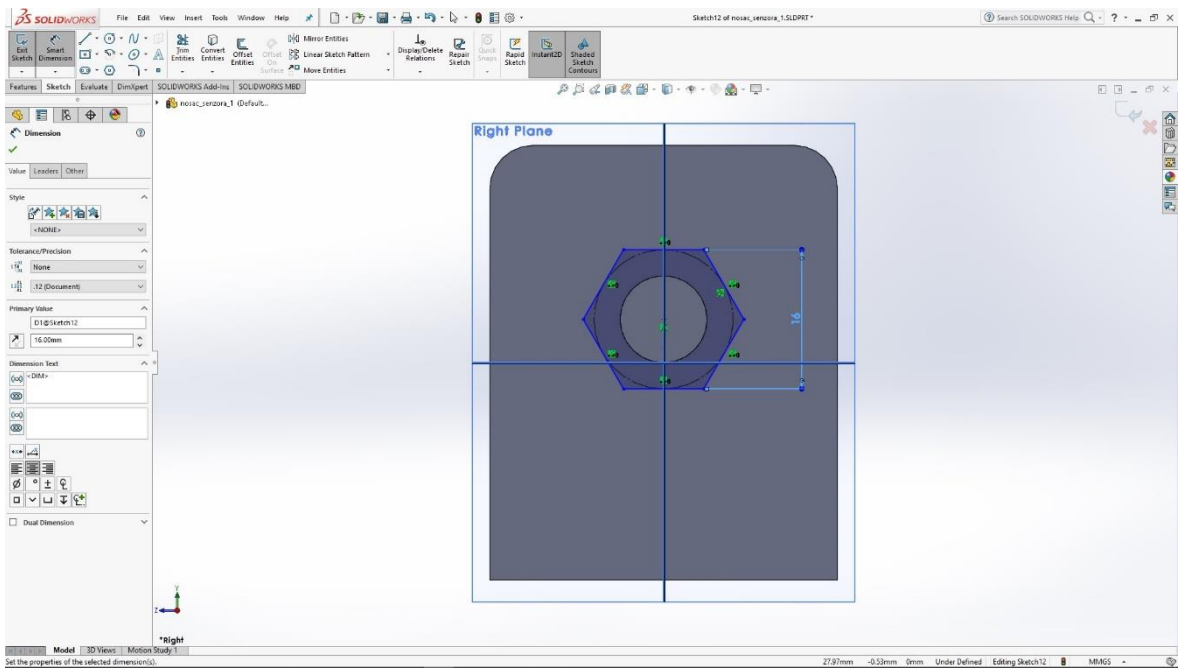 SOLIDWORKS File Edit View Insert Tools Window Help Sketch12 of nosac_senzora_1.SLDPRT * Search SOLIDWORKS Help
Exit Sketch
Smart Dimension
Trim Entities
Convert Entities
Offset Entities
Offset On Surface
Mirror Entities
Linear Sketch Pattern
Move Entities
Display/Delete Relations
Repair Sketch
Quick Snaps
Rapid Sketch
Instant2D
Shaded Sketch Contours
Features Sketch Evaluate DimXpert SOLIDWORKS Add-Ins SOLIDWORKS MBD
nosac_senzora_1 (Default...
Dimension
Value Leaders Other
Style
<NONE>
Tolerance/Precision
None
.12 (Document)
Primary Value
D1@Sketch12
16.00mm
Dimension Text
<DIM>
Dual Dimension
Right Plane
16
Y
Z
*Right
Model 3D Views Motion Study 1
Set the properties of the selected dimension(s). 27.97mm -0.53mm 0mm Under Defined Editing Sketch12 MMGS